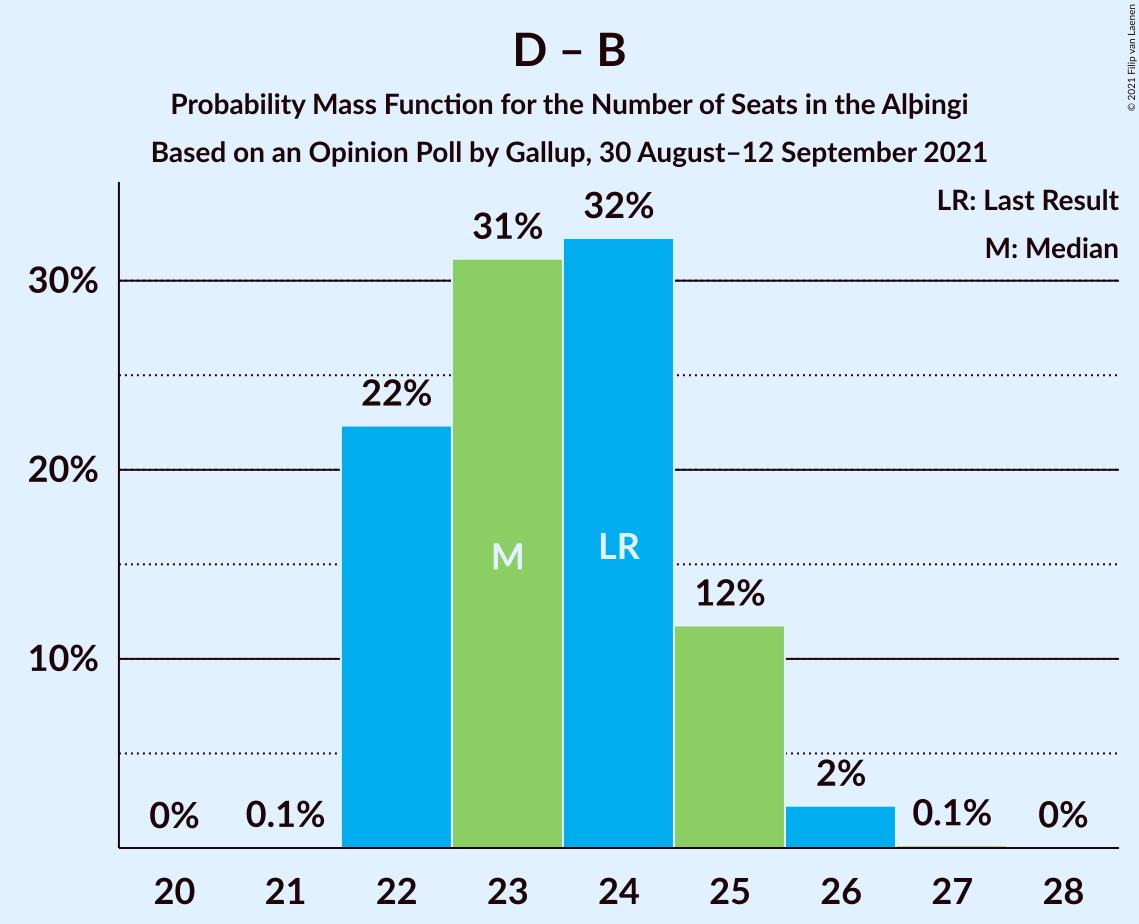 D – B
Probability Mass Function for the Number of Seats in the Alþingi
Based on an Opinion Poll by Gallup, 30 August–12 September 2021
© 2021 Filip van Laenen
LR: Last Result
M: Median
30%
20%
10%
0%
0.1%
22%
31%
32%
12%
2%
0.1%
0%
M
LR
20
21
22
23
24
25
26
27
28